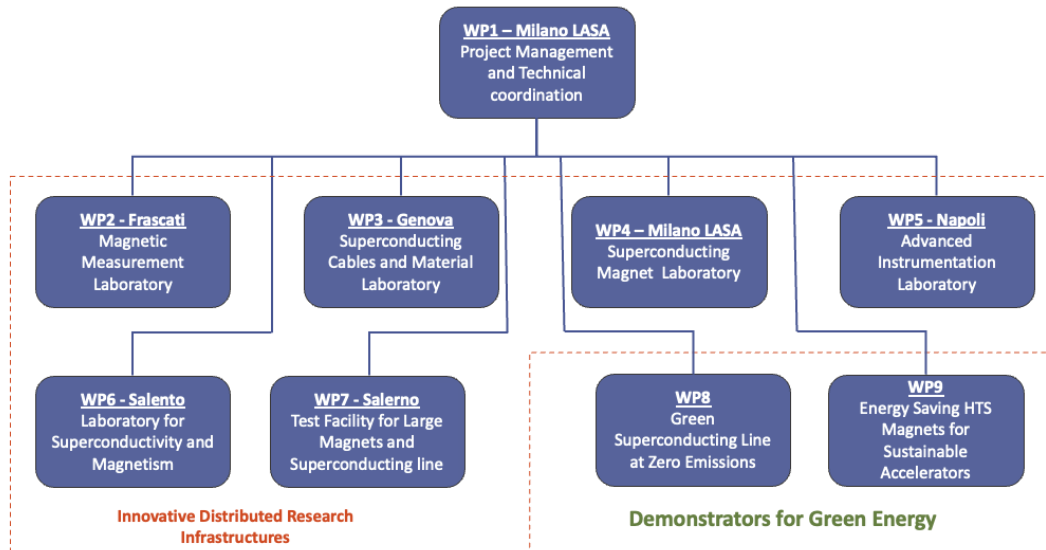 WP1 – Milano LASA
Project Management
and Technical
coordination
WP2 - Frascati
Magnetic
Measurement
Laboratory
WP3 - Genova
Superconducting
Cables and Material
Laboratory
WP4 – Milano LASA
Superconducting
Magnet Laboratory
WP5 - Napoli
Advanced
Instrumentation
Laboratory
WP6 - Salento
Laboratory for
Superconductivity and
Magnetism
WP7 - Salerno
Test Facility for Large
Magnets and
Superconducting line
WP8
Green
Superconducting Line
at Zero Emissions
WP9
Energy Saving HTS
Magnets for
Sustainable
Accelerators
Innovative Distributed Research
Infrastructures
Demonstrators for Green Energy